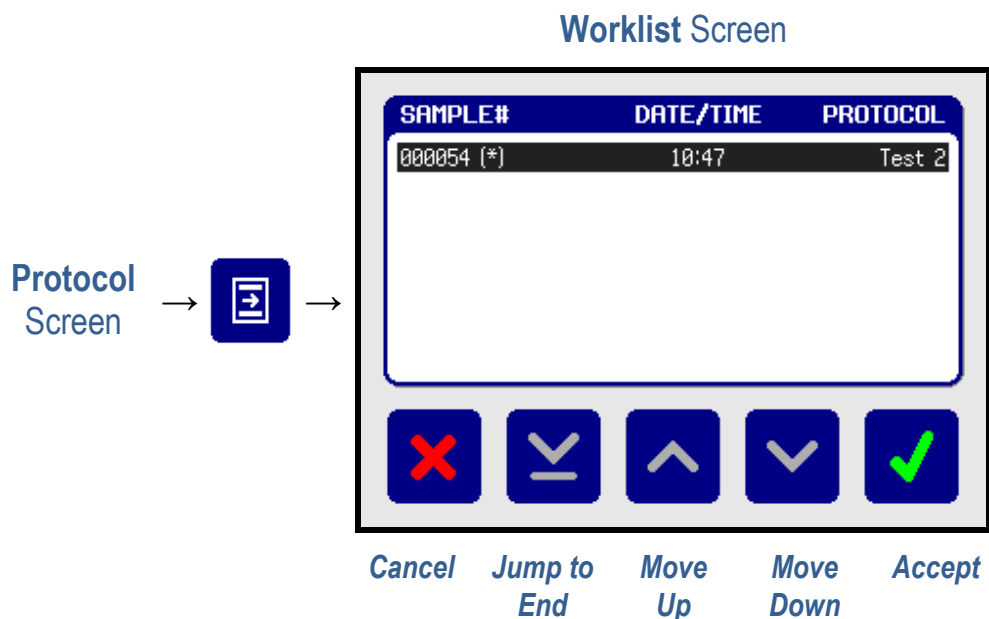 Worklist Screen
SAMPLE# DATE/TIME PROTOCOL
000054 (*) 10:47 Test 2
Protocol
Screen
Cancel Jump to Move Move Accept
End Up Down